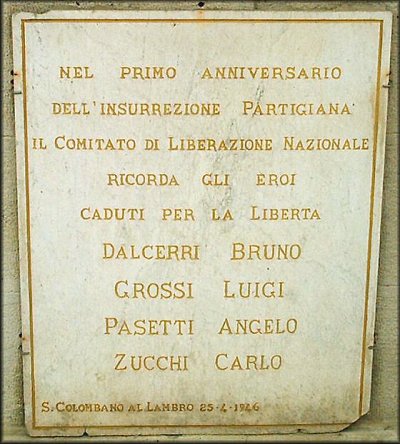 NEL PRIMO ANNIVERSARIO
DELL'INSURREZIONE PARTIGIANA
IL COMITATO DI LIBERAZIONE NAZIONALE
RICORDA GLI EROI
CADUTI PER LA LIBERTA
DALCERRI BRUNO
GROSSI LUIGI
PASETTI ANGELO
ZUCCHI CARLO
S. COLOMBANO AL LAMBRO 25-4-1946